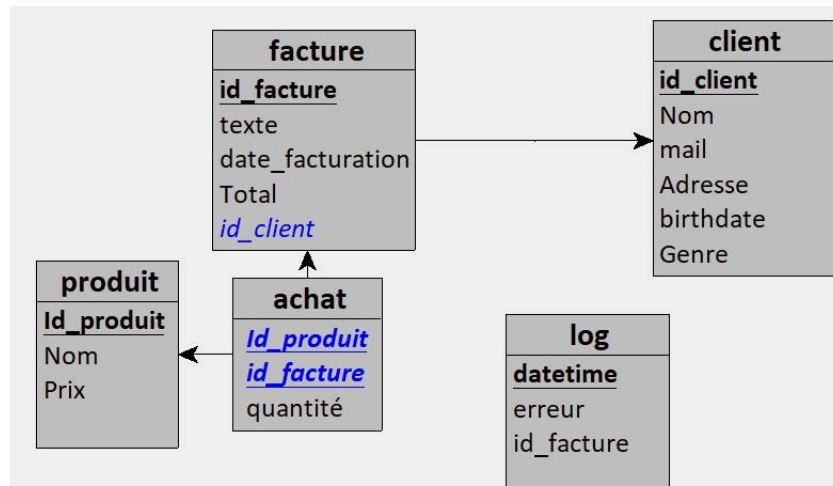 facture
id_facture
texte
date_facturation
Total
id_client
client
id_client
Nom
mail
Adresse
birthdate
Genre
produit
Id_produit
Nom
Prix
achat
Id_produit
id_facture
quantité
log
datetime
erreur
id_facture